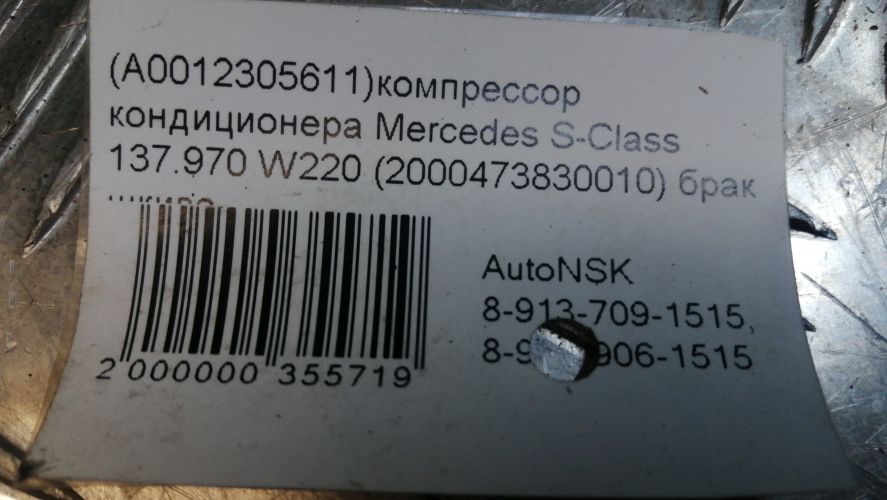 (A0012305611)компрессор
кондиционера Mercedes S-Class
137.970 W220 (2000473830010) брак
AutoNSK
8-913-709-1515,
906-1515
2 000000 355719